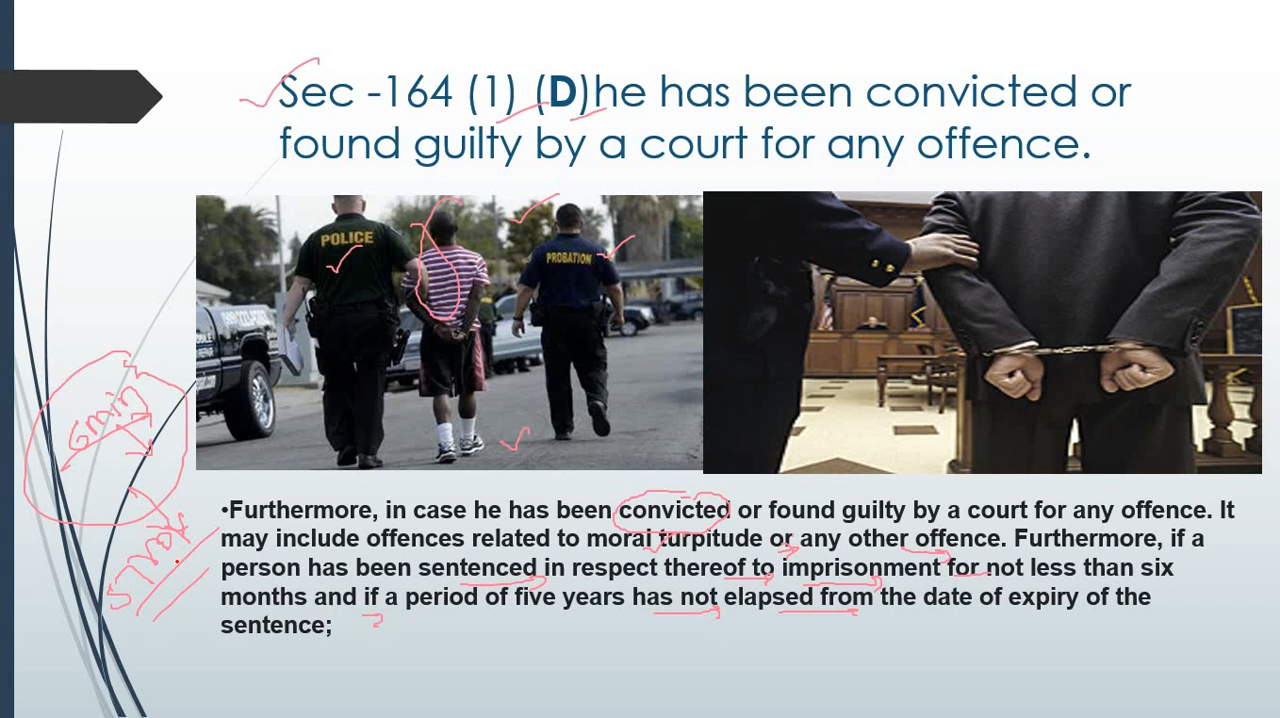 Sec -164 (1) (D)he has been convicted or
found guilty by a court for any offence.
POLICE
PROBATION
6min
•Furthermore, in case he has been convicted or found guilty by a court for any offence. It
may include offences related to moral turpitude or any other offence. Furthermore, if a
person has been sentenced in respect thereof to imprisonment for not less than six
months and if a period of five years has not elapsed from the date of expiry of the
sentence;